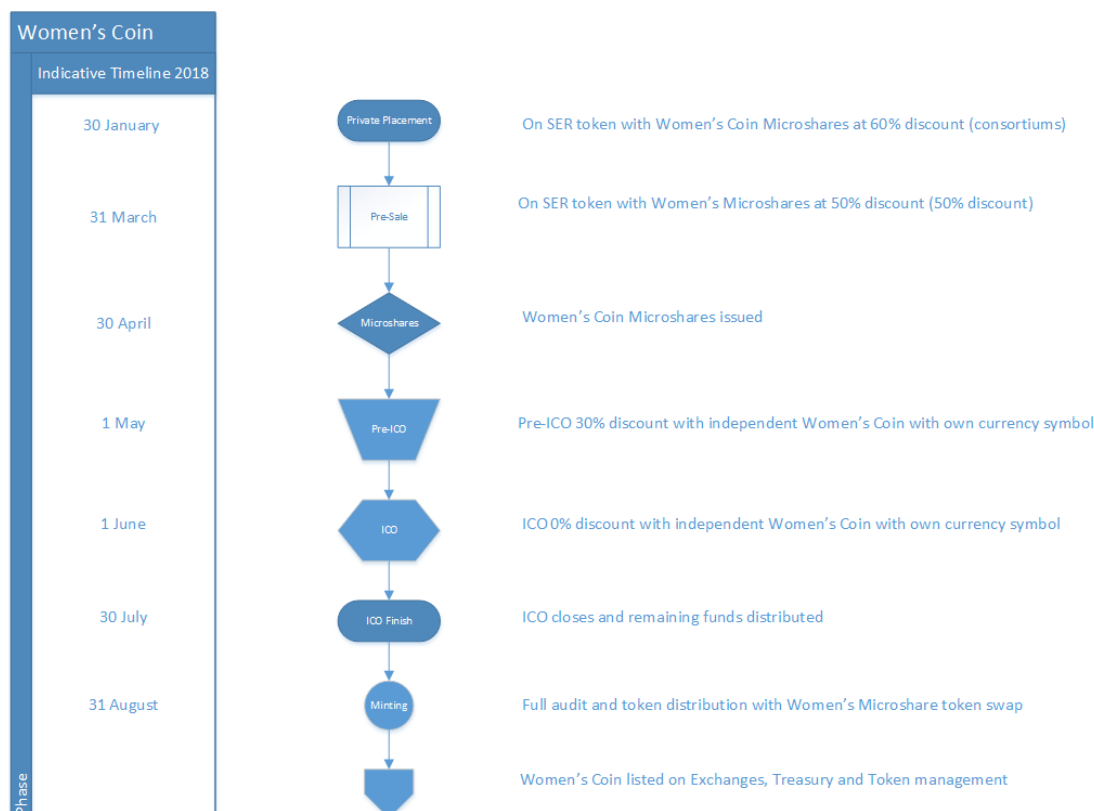 Women's Coin
Indicative Timeline 2018
30 January
Private Placement
On SER token with Women's Coin Microshares at 60% discount (consortiums)
31 March
Pre-Sale
On SER token with Women's Microshares at 50% discount (50% discount)
30 April
Microshares
Women's Coin Microshares issued
1 May
Pre-ICO
Pre-ICO 30% discount with independent Women's Coin with own currency symbol
1 June
ICO
ICO 0% discount with independent Women's Coin with own currency symbol
30 July
ICO Finish
ICO closes and remaining funds distributed
31 August
Minting
Full audit and token distribution with Women's Microshare token swap
Women's Coin listed on Exchanges, Treasury and Token management
Phase